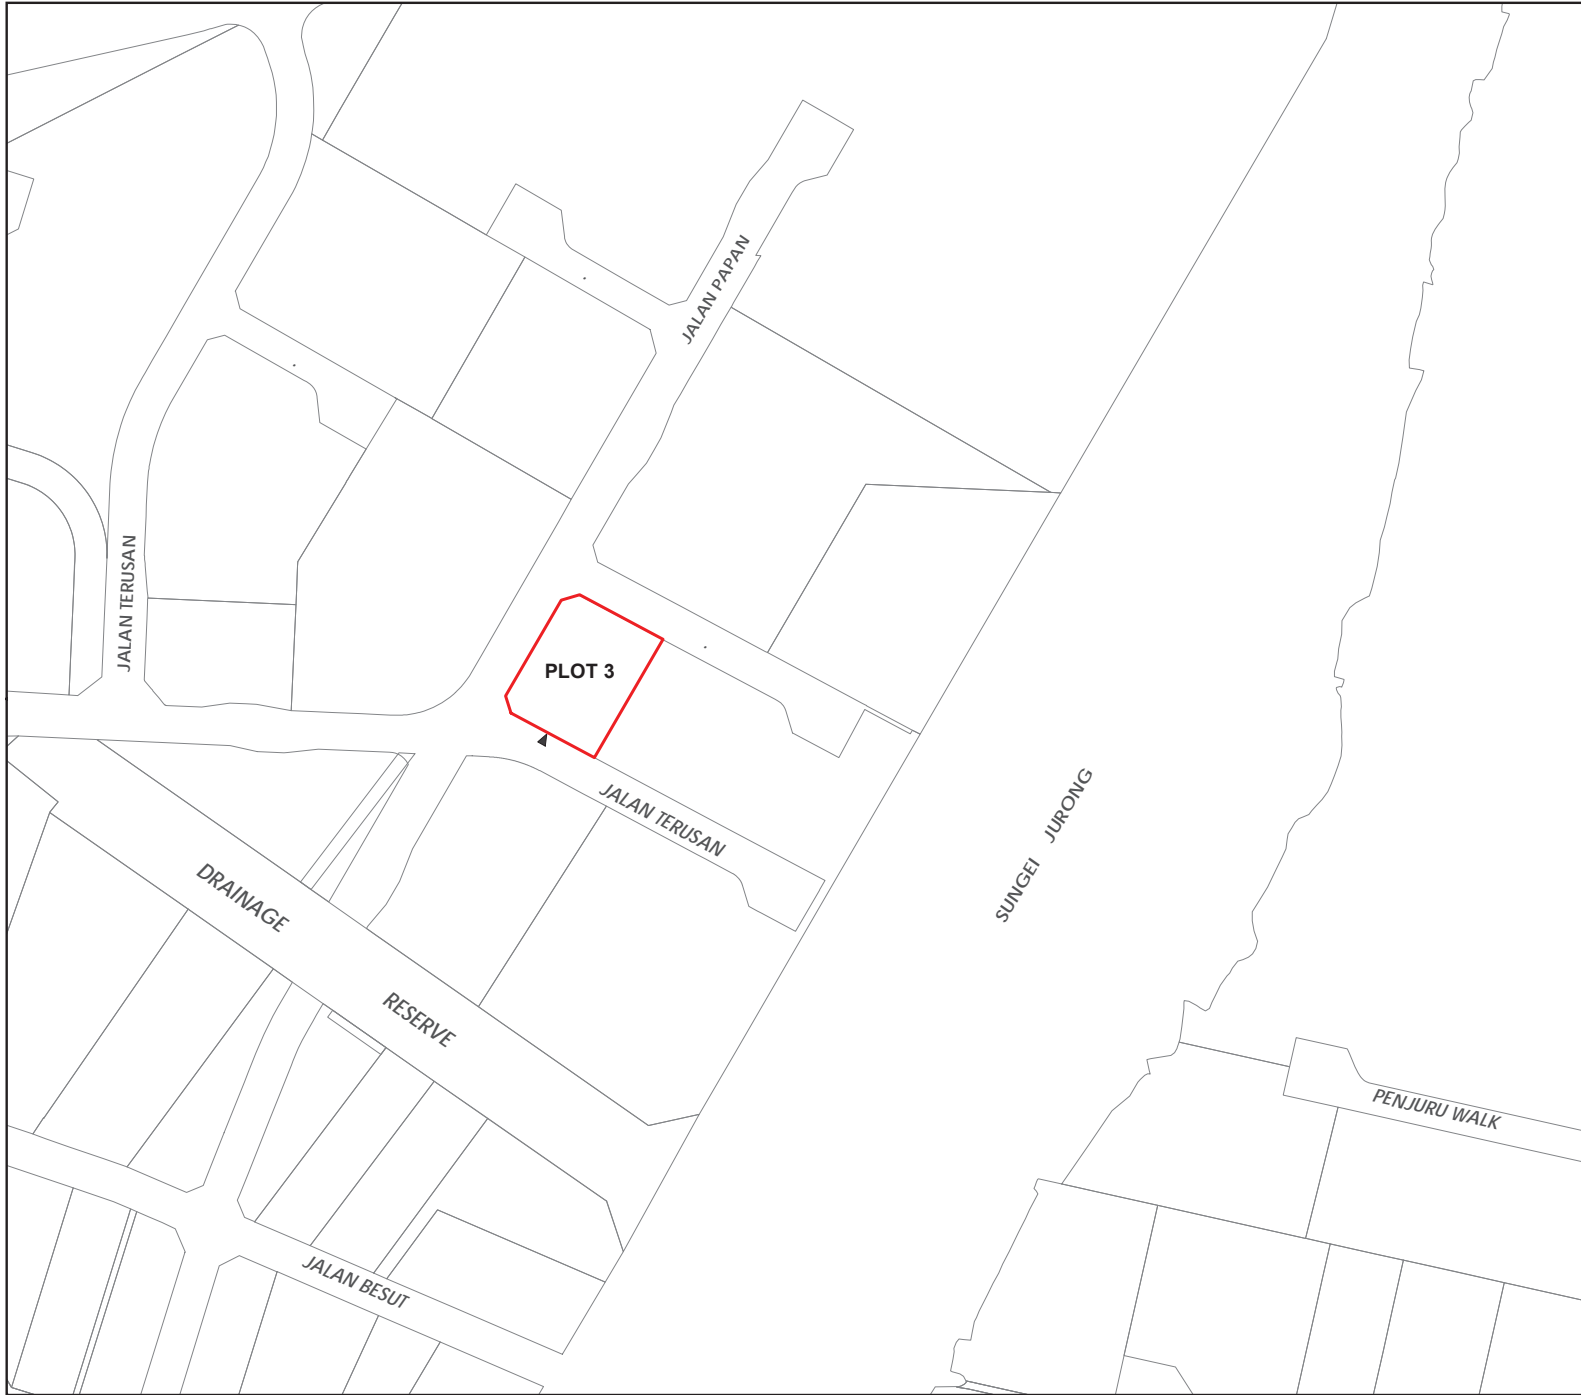 JALAN PAPAN
JALAN TERUSAN
PLOT 3
JALAN TERUSAN
SUNGEI JURONG
DRAINAGE
RESERVE
PENJURU WALK
JALAN BESUT